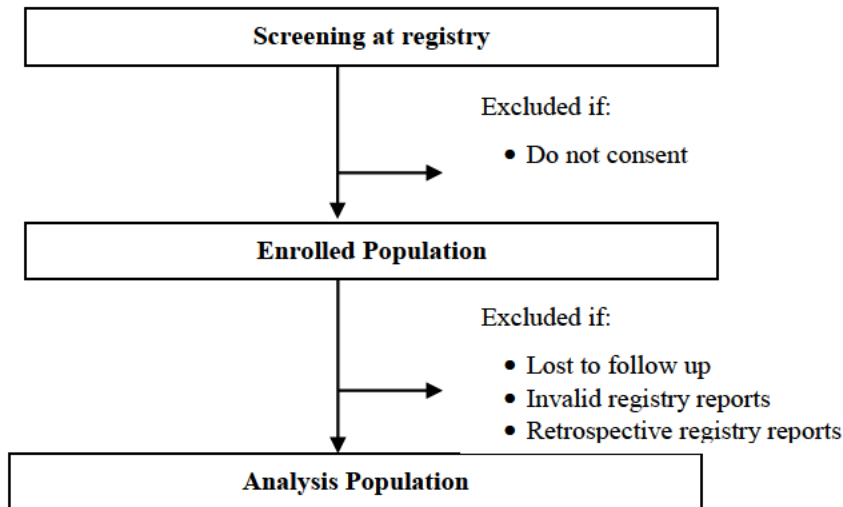 Screening at registry
Excluded if:
• Do not consent
Enrolled Population
Excluded if:
• Lost to follow up
• Invalid registry reports
• Retrospective registry reports
Analysis Population